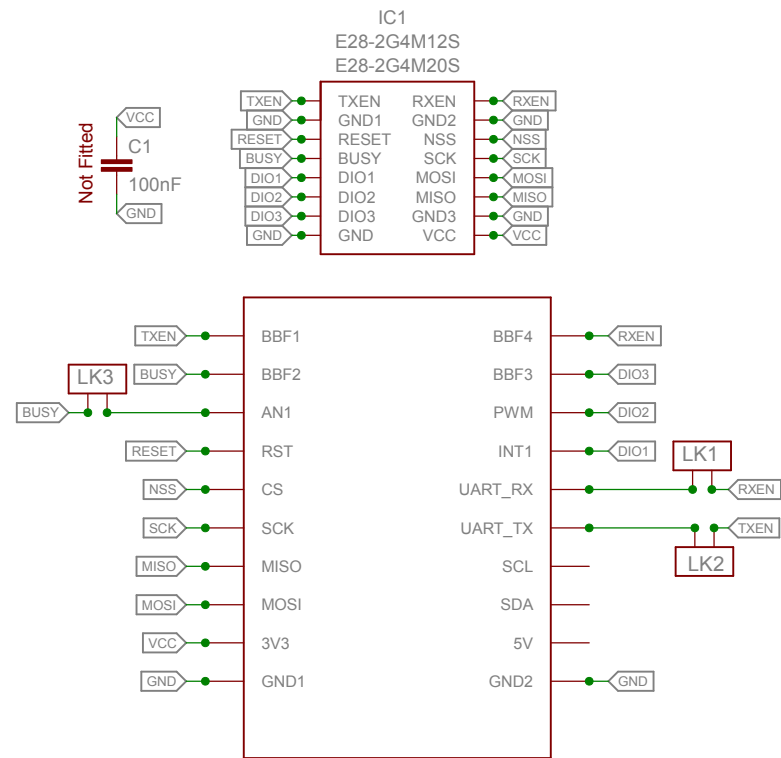 IC1
E28-2G4M12S
E28-2G4M20S
TXEN TXEN RXEN RXEN
GND GND1 GND2 GND
RESET RESET NSS NSS
BUSY BUSY SCK SCK
DIO1 DIO1 MOSI MOSI
DIO2 DIO2 MISO MISO
DIO3 DIO3 GND3 GND
GND GND VCC VCC
Not Fitted
VCC
C1
100nF
GND
TXEN BBF1 BBF4 RXEN
BUSY BBF2 BBF3 DIO3
LK3
BUSY AN1 PWM DIO2
RESET RST INT1 DIO1
LK1
NSS CS UART_RX RXEN
SCK SCK UART_TX TXEN
LK2
MISO MISO SCL
MOSI MOSI SDA
VCC 3V3 5V
GND GND1 GND2 GND